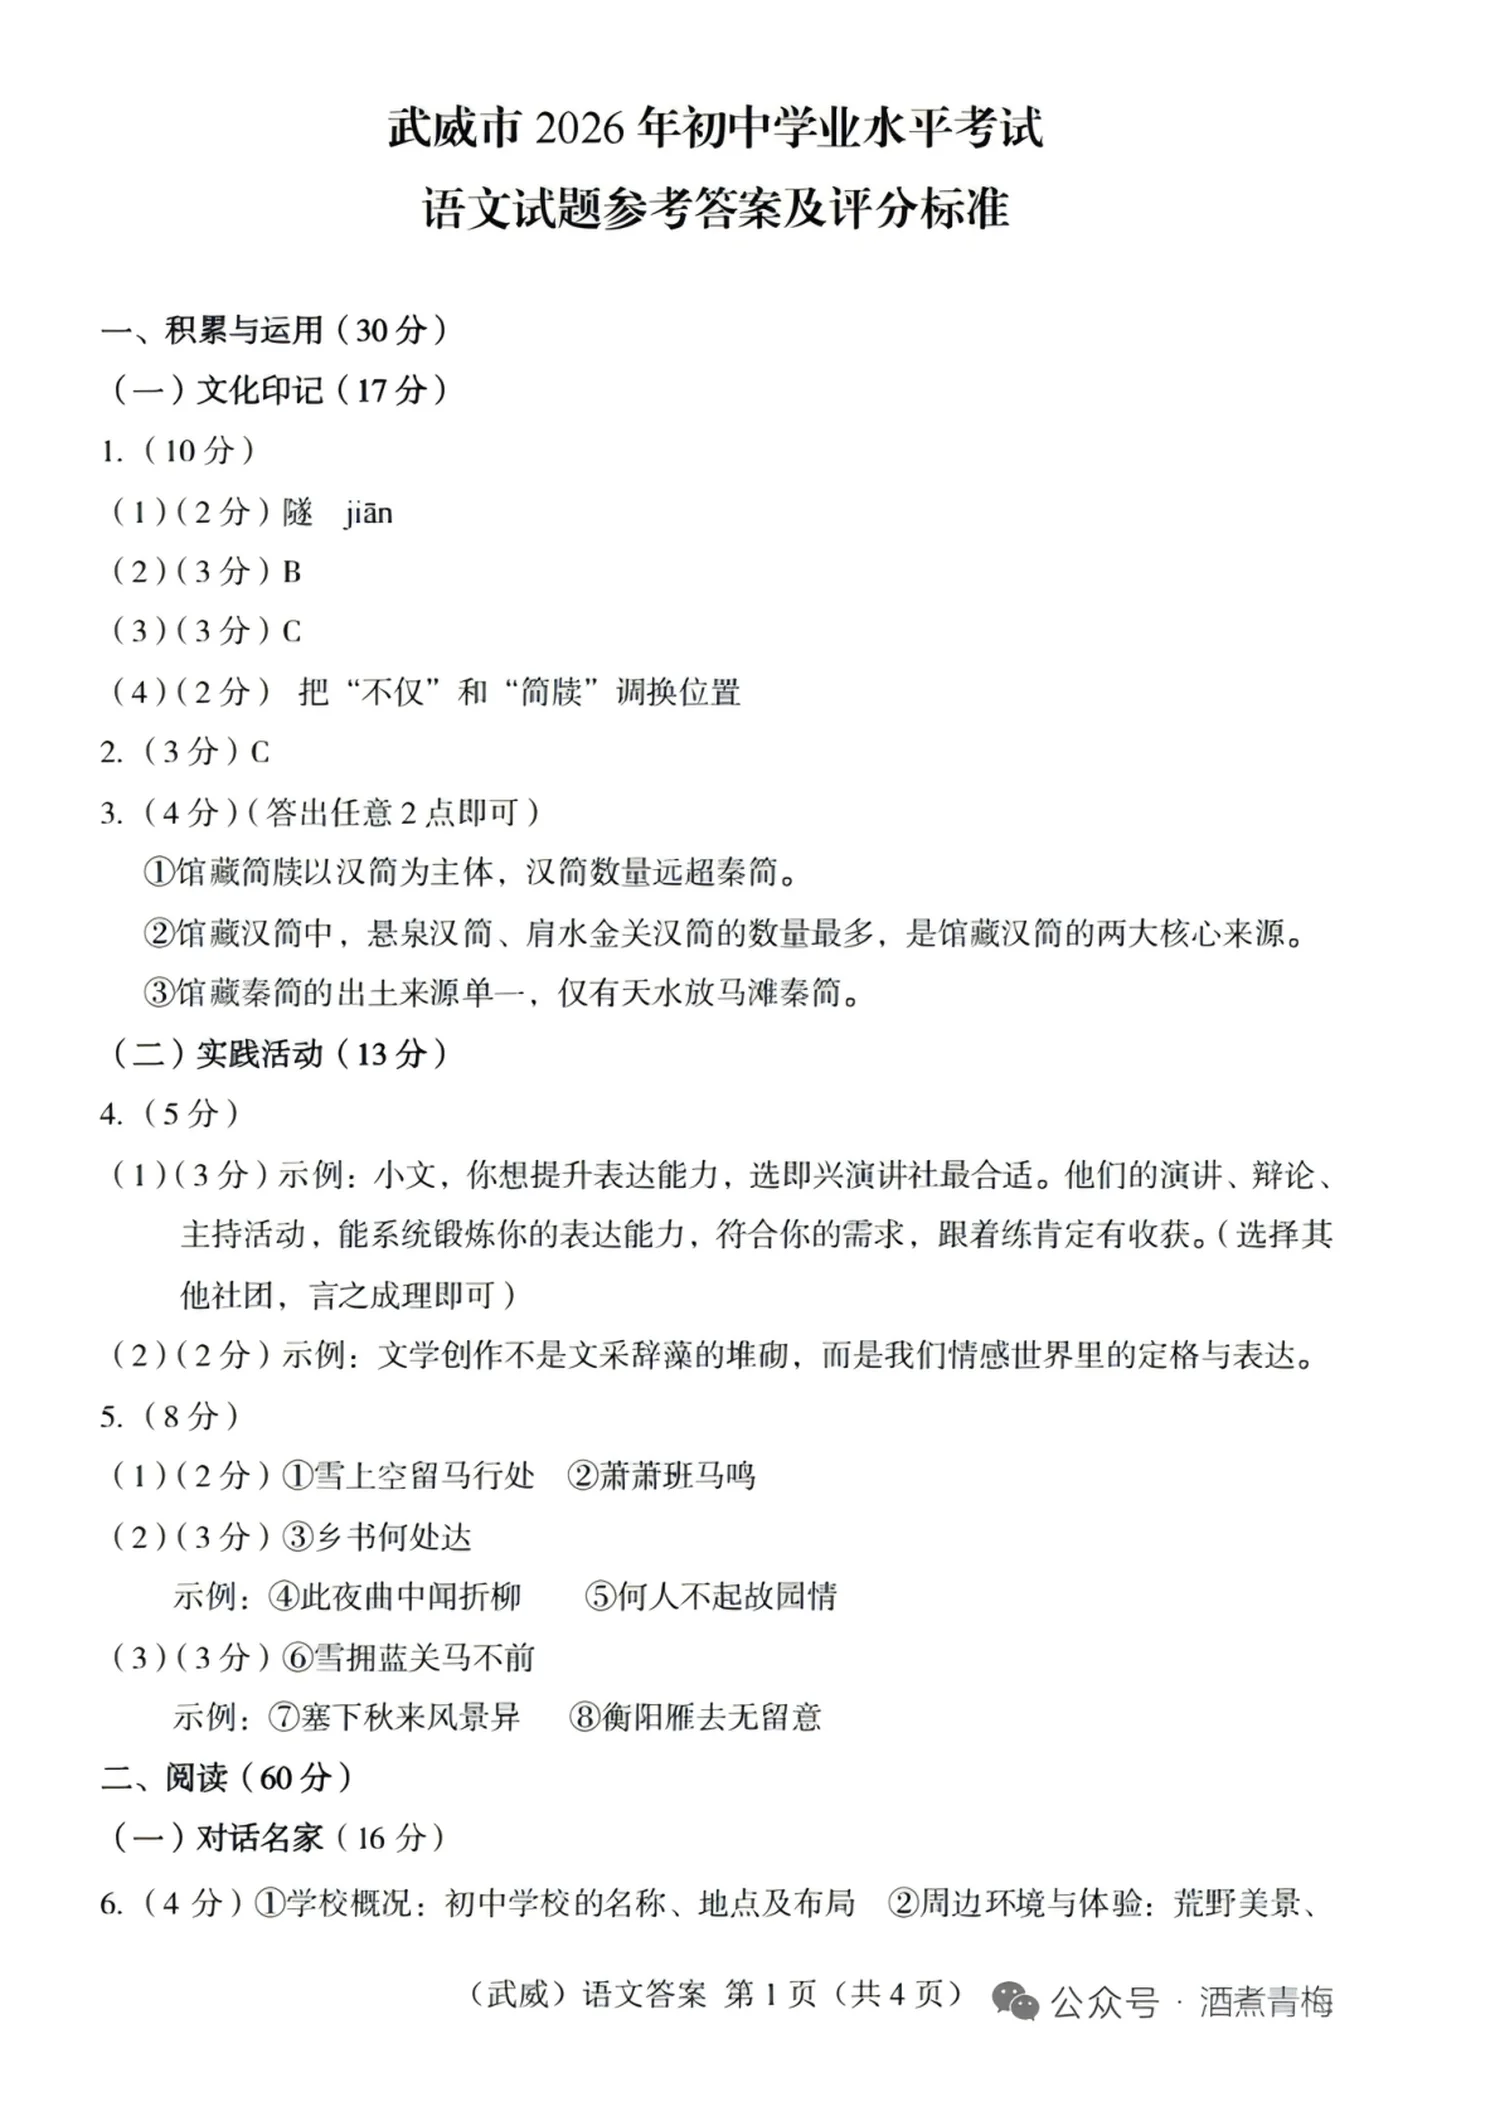 武威市 2026 年初中学业水平考试
语文试题参考答案及评分标准
一、积累与运用（30 分）
（一）文化印记（17 分）
1.（10 分）
（1）（2 分）隧　jiān
（2）（3 分）B
（3）（3 分）C
（4）（2 分） 把“不仅”和“简牍”调换位置
2.（3 分）C
3.（4 分）（答出任意 2 点即可）
①馆藏简牍以汉简为主体，汉简数量远超秦简。
②馆藏汉简中，悬泉汉简、肩水金关汉简的数量最多，是馆藏汉简的两大核心来源。
③馆藏秦简的出土来源单一，仅有天水放马滩秦简。
（二）实践活动（13 分）
4.（5 分）
（1）（3 分）示例：小文，你想提升表达能力，选即兴演讲社最合适。他们的演讲、辩论、
主持活动，能系统锻炼你的表达能力，符合你的需求，跟着练肯定有收获。（选择其
他社团，言之成理即可）
（2）（2 分）示例：文学创作不是文采辞藻的堆砌，而是我们情感世界里的定格与表达。
5.（8 分）
（1）（2 分）①雪上空留马行处　②萧萧班马鸣
（2）（3 分）③乡书何处达
示例：④此夜曲中闻折柳　　⑤何人不起故园情
（3）（3 分）⑥雪拥蓝关马不前
示例：⑦塞下秋来风景异　⑧衡阳雁去无留意
二、阅读（60 分）
（一）对话名家（16 分）
6.（4 分）①学校概况：初中学校的名称、地点及布局　②周边环境与体验：荒野美景、
（武威）语文答案 第 1 页（共 4 页）
公众号 · 酒煮青梅